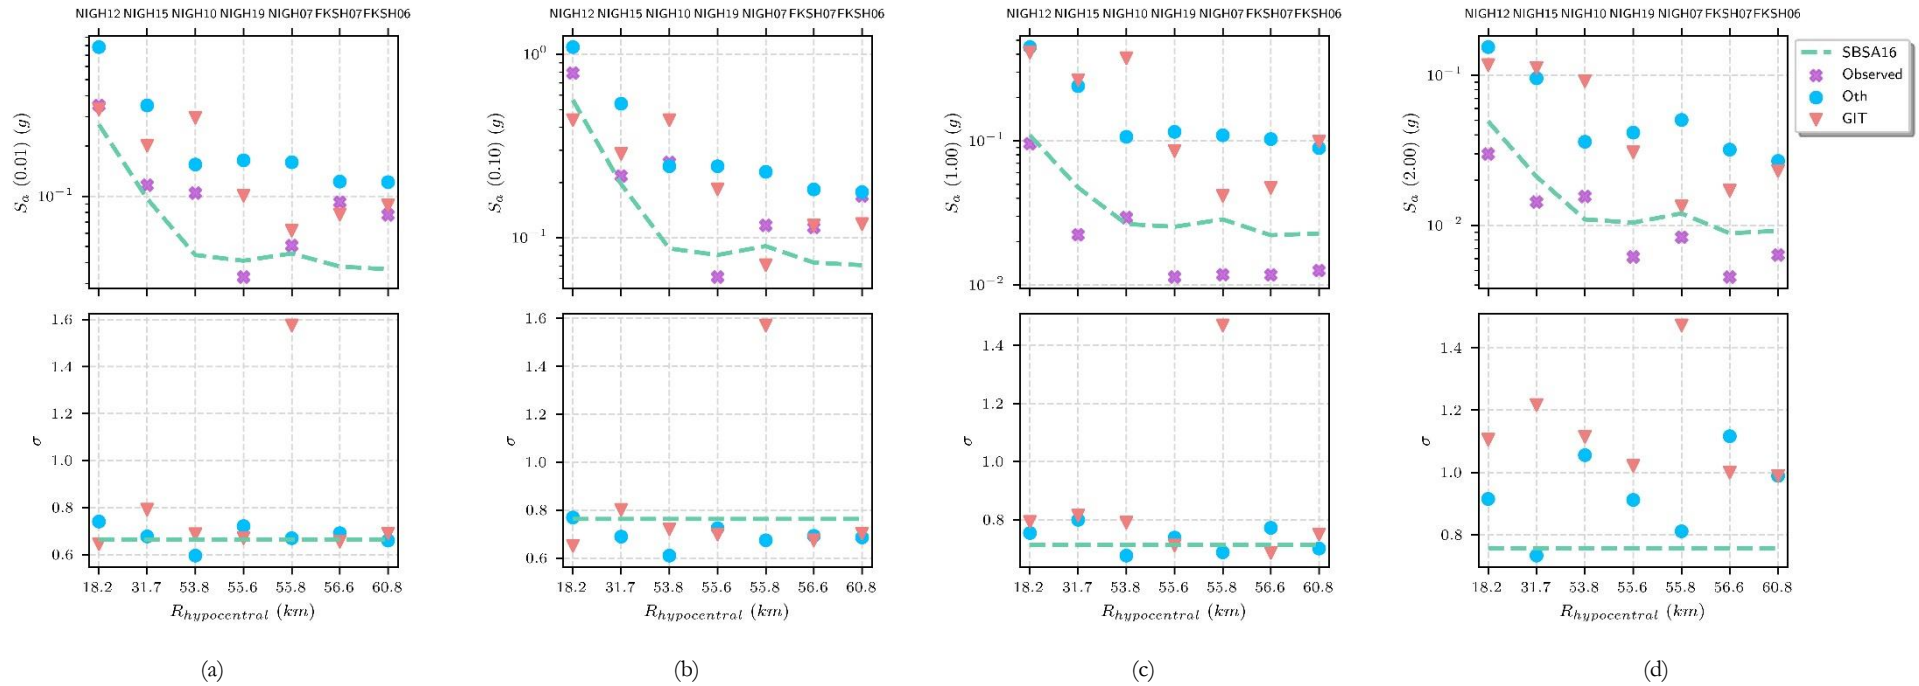 NIGH12 NIGH15 NIGH10 NIGH19 NIGH07 FKSH07 FKSH06
S_a (0.01) (g)
10^{-1}
σ
1.6
1.4
1.2
1.0
0.8
0.6
18.2 31.7 53.8 55.6 55.8 56.6 60.8
R_{hypocentral} (km)
(a)
NIGH12 NIGH15 NIGH10 NIGH19 NIGH07 FKSH07 FKSH06
S_a (0.10) (g)
10^0
10^{-1}
σ
1.6
1.4
1.2
1.0
0.8
0.6
18.2 31.7 53.8 55.6 55.8 56.6 60.8
R_{hypocentral} (km)
(b)
NIGH12 NIGH15 NIGH10 NIGH19 NIGH07 FKSH07 FKSH06
S_a (1.00) (g)
10^{-1}
10^{-2}
σ
1.4
1.2
1.0
0.8
18.2 31.7 53.8 55.6 55.8 56.6 60.8
R_{hypocentral} (km)
(c)
NIGH12 NIGH15 NIGH10 NIGH19 NIGH07 FKSH07 FKSH06
S_a (2.00) (g)
10^{-1}
10^{-2}
σ
1.4
1.2
1.0
0.8
18.2 31.7 53.8 55.6 55.8 56.6 60.8
R_{hypocentral} (km)
(d)
SBSA16
Observed
Oth
GIT